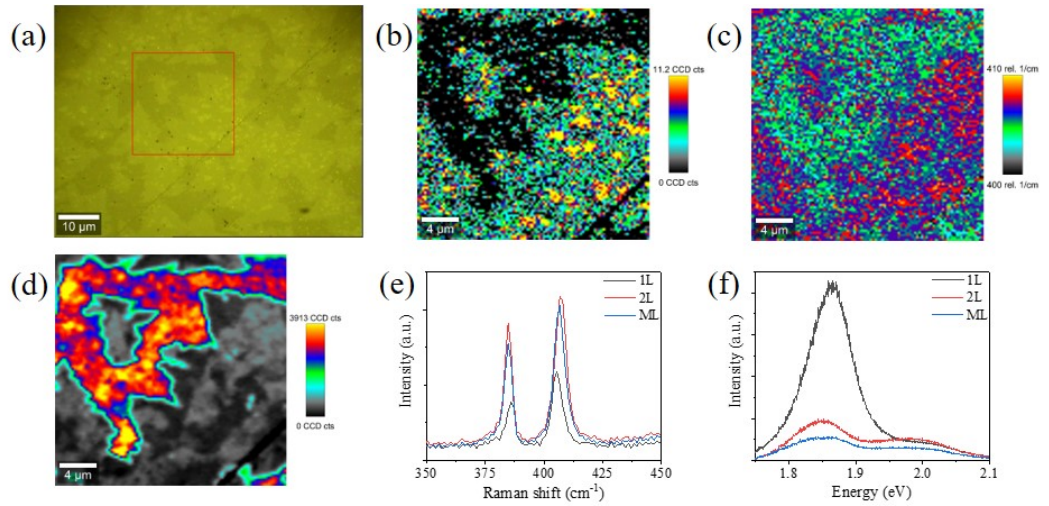 (a)
10 μm
(b)
11.2 CCD cts
0 CCD cts
4 μm
(c)
410 rel. 1/cm
400 rel. 1/cm
4 μm
(d)
3913 CCD cts
0 CCD cts
4 μm
(e)
1L
2L
ML
Intensity (a.u.)
350 375 400 425 450
Raman shift (cm⁻¹)
(f)
1L
2L
ML
Intensity (a.u.)
1.8 1.9 2.0 2.1
Energy (eV)